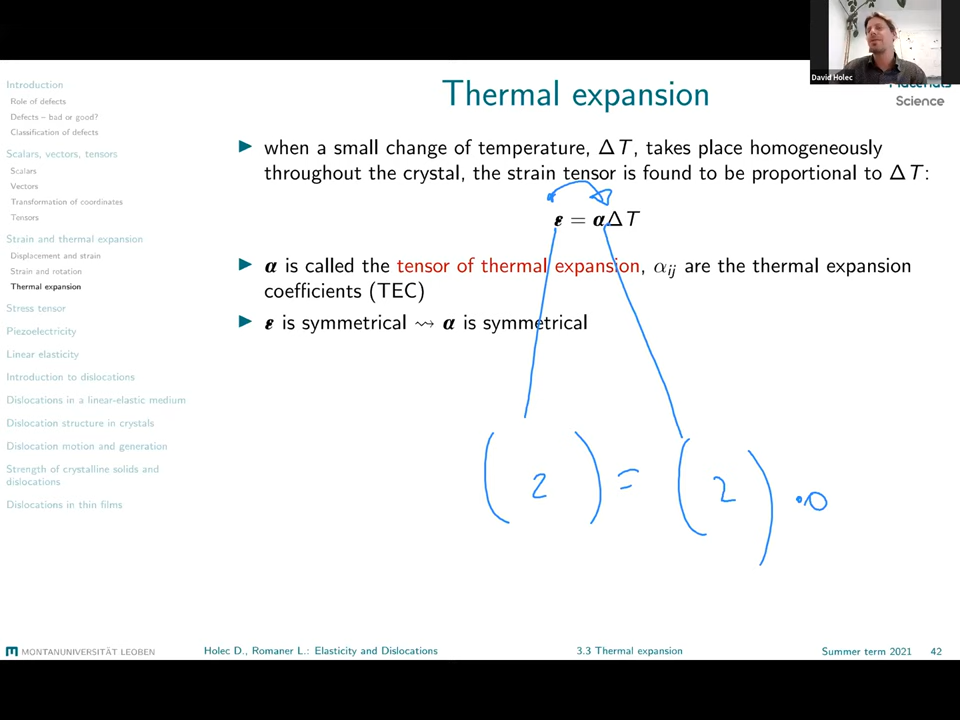 David Holec
Materials
Science
Introduction
Role of defects
Defects – bad or good?
Classification of defects
Scalars, vectors, tensors
Scalars
Vectors
Transformation of coordinates
Tensors
Strain and thermal expansion
Displacement and strain
Strain and rotation
Thermal expansion
Stress tensor
Piezoelectricity
Linear elasticity
Introduction to dislocations
Dislocations in a linear-elastic medium
Dislocation structure in crystals
Dislocation motion and generation
Strength of crystalline solids and
dislocations
Dislocations in thin films
Thermal expansion
▶ when a small change of temperature, ΔT, takes place homogeneously
throughout the crystal, the strain tensor is found to be proportional to ΔT:
ε = αΔT
▶ α is called the tensor of thermal expansion, αij are the thermal expansion
coefficients (TEC)
▶ ε is symmetrical ⇝ α is symmetrical
( 2 ) = ( 2 ) · 0
MONTANUNIVERSITÄT LEOBEN
Holec D., Romaner L.: Elasticity and Dislocations
3.3 Thermal expansion
Summer term 2021 42